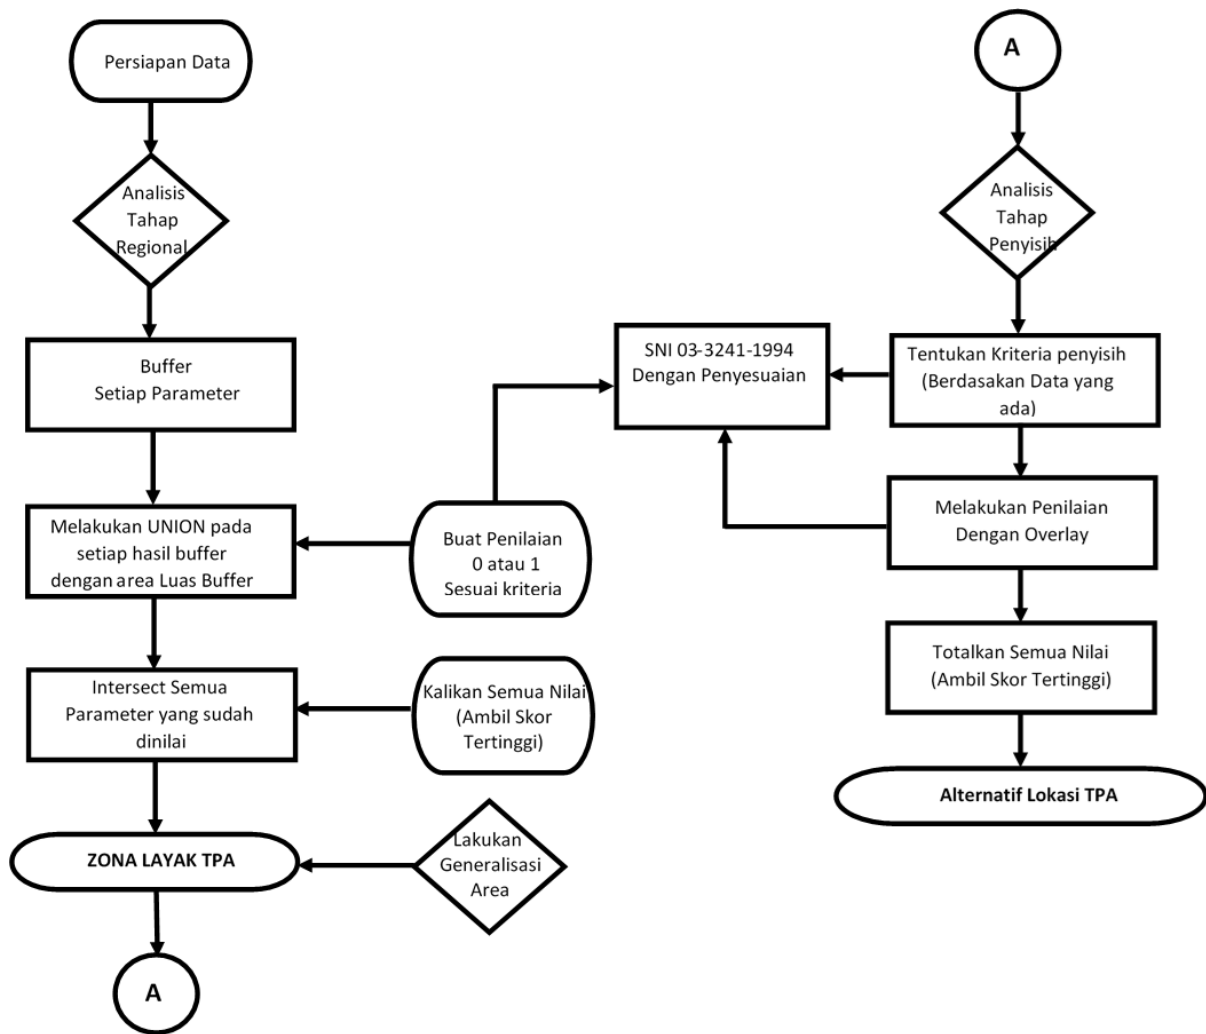 Persiapan Data
Analisis
Tahap
Regional
Buffer
Setiap Parameter
Melakukan UNION pada
setiap hasil buffer
dengan area Luas Buffer
Intersect Semua
Parameter yang sudah
dinilai
ZONA LAYAK TPA
A
Buat Penilaian
0 atau 1
Sesuai kriteria
Kalikan Semua Nilai
(Ambil Skor
Tertinggi)
Lakukan
Generalisasi
Area
SNI 03-3241-1994
Dengan Penyesuaian
A
Analisis
Tahap
Penyisih
Tentukan Kriteria penyisih
(Berdasakan Data yang
ada)
Melakukan Penilaian
Dengan Overlay
Totalkan Semua Nilai
(Ambil Skor Tertinggi)
Alternatif Lokasi TPA